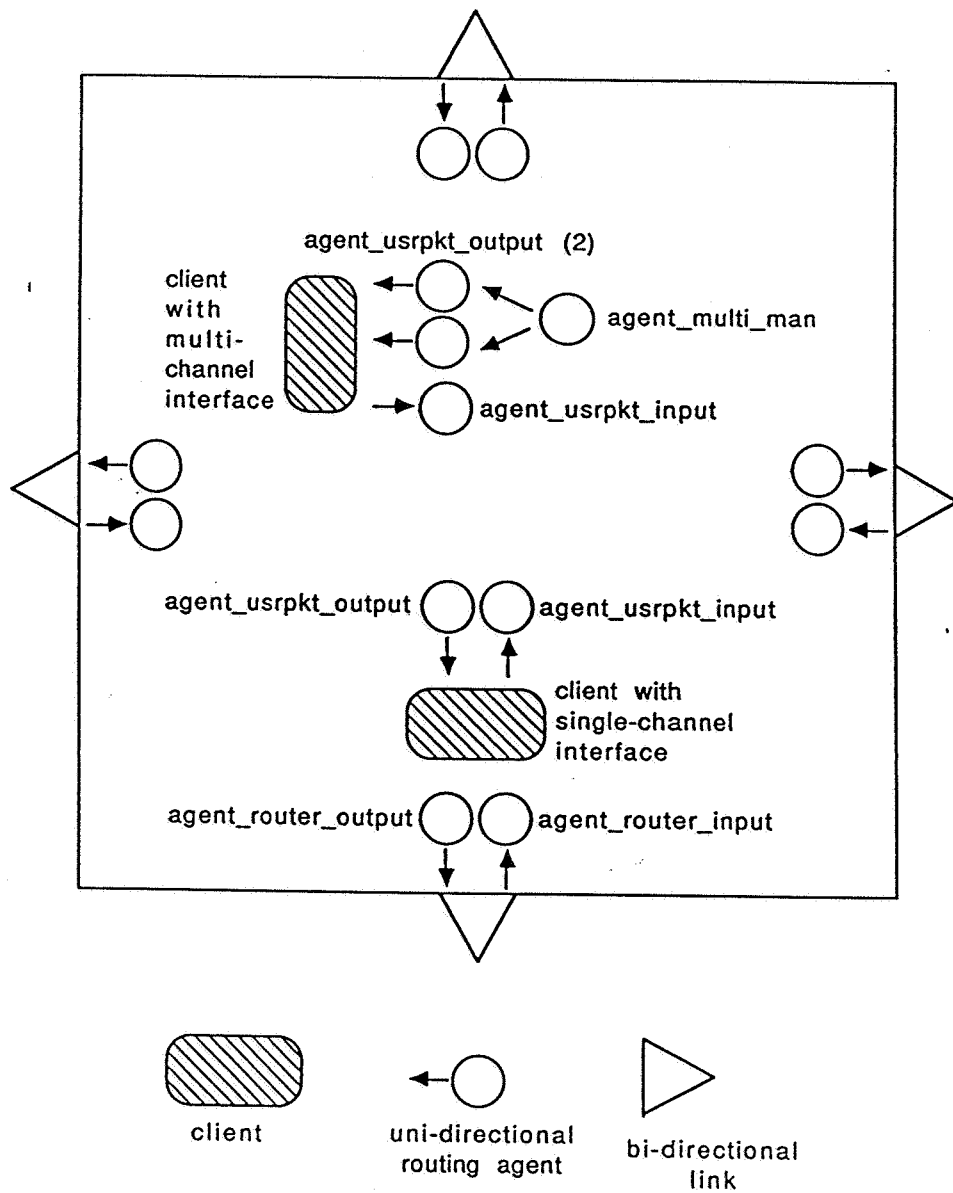 agent_usrpkt_output (2)
client
with
multi-
channel
interface
agent_multi_man
agent_usrpkt_input
agent_usrpkt_output
agent_usrpkt_input
client with
single-channel
interface
agent_router_output
agent_router_input
client
uni-directional
routing agent
bi-directional
link